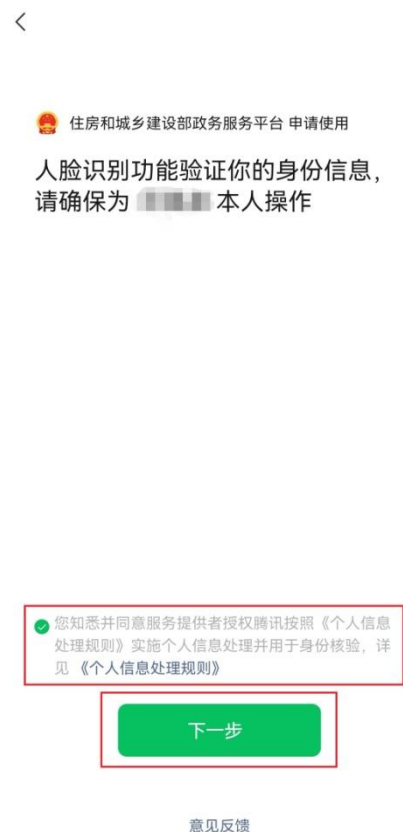 住房和城乡建设部政务服务平台 申请使用
人脸识别功能验证你的身份信息，
请确保为 本人操作
您知悉并同意服务提供者授权腾讯按照《个人信息
处理规则》实施个人信息处理并用于身份核验，详
见 《个人信息处理规则》
下一步
意见反馈